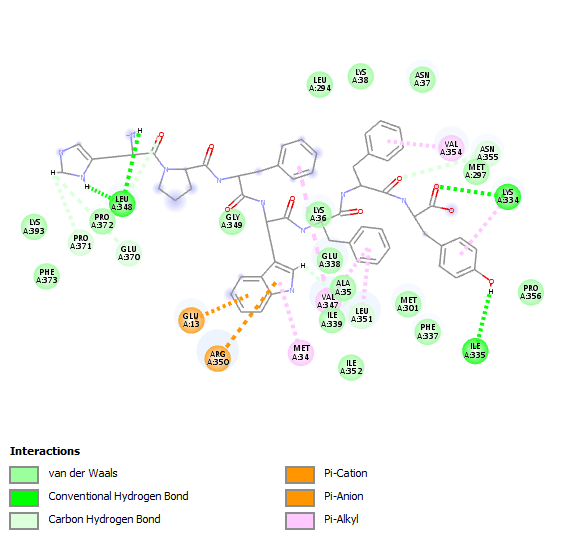 LEU
A:294
LYS
A:38
ASN
A:37
VAL
A:354
ASN
A:355
MET
A:297
LYS
A:334
H
O
O
N
N
H
N
H
N
LEU
A:348
PRO
A:372
LYS
A:393
PRO
A:371
GLU
A:370
PHE
A:373
GLY
A:349
LYS
A:36
GLU
A:338
ALA
A:35
VAL
A:347
ILE
A:339
LEU
A:351
MET
A:301
PHE
A:337
PRO
A:356
ILE
A:335
GLU
A:13
ARG
A:350
MET
A:34
ILE
A:352
Interactions
van der Waals
Conventional Hydrogen Bond
Carbon Hydrogen Bond
Pi-Cation
Pi-Anion
Pi-Alkyl